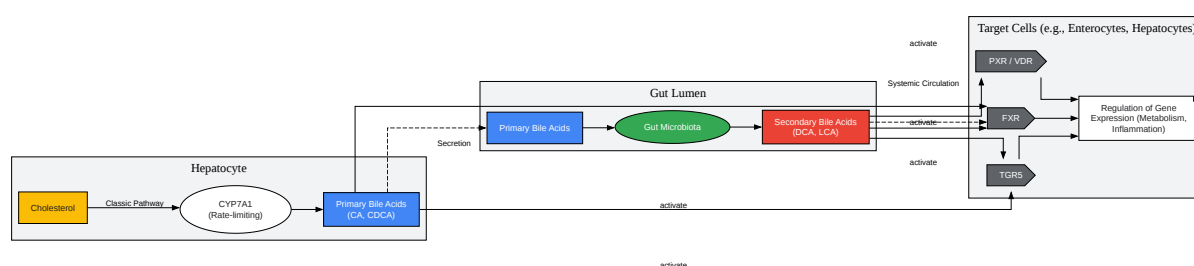 Target Cells (e.g., Enterocytes, Hepatocytes)
activate
PXR / VDR
Systemic Circulation
Gut Lumen
Regulation of Gene
Expression (Metabolism,
Inflammation)
Primary Bile Acids
Gut Microbiota
Secondary Bile Acids
(DCA, LCA)
activate
FXR
Secretion
activate
TGR5
Hepatocyte
Cholesterol
Classic Pathway
CYP7A1
(Rate-limiting)
Primary Bile Acids
(CA, CDCA)
activate
activate